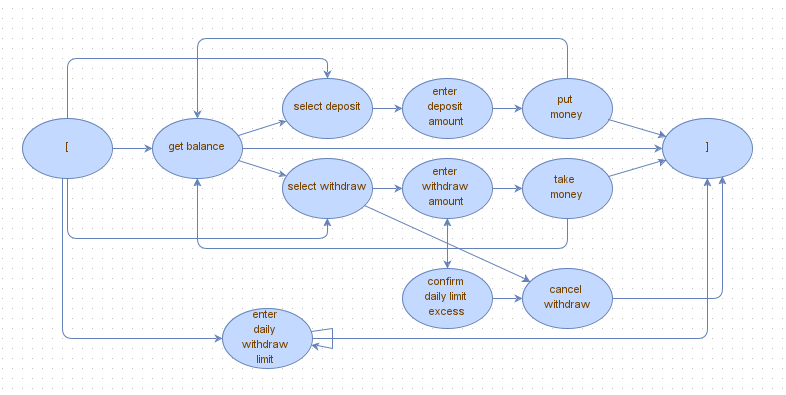 select deposit
enter
deposit
amount
put
money
[
get balance
]
select withdraw
enter
withdraw
amount
take
money
confirm
daily limit
excess
cancel
withdraw
enter
daily
withdraw
limit